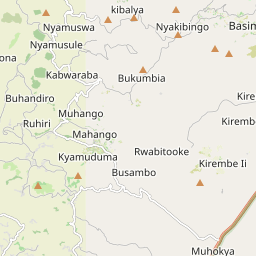 kibalya
Nyamuswa
Nyakibingo
Basim
Nyamusule
ona
Kabwaraba
Bukumbia
Buhandiro
Kire
Muhango
Ruhiri
Kiremb
Mahango
Kyamuduma
Rwabitooke
Kirembe Ii
Busambo
Muhokya